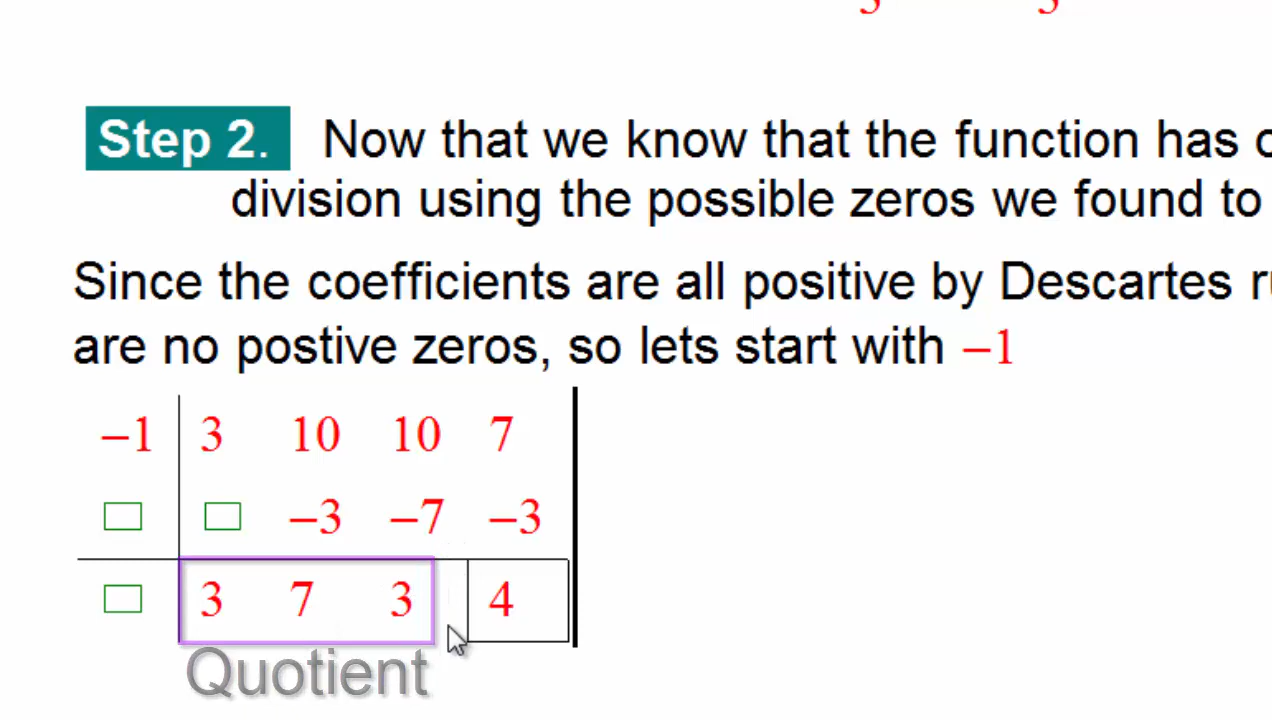 Step 2. Now that we know that the function has
division using the possible zeros we found to
Since the coefficients are all positive by Descartes
are no postive zeros, so lets start with −1
−1 3 10 10 7
−3 −7 −3
3 7 3 4
Quotient